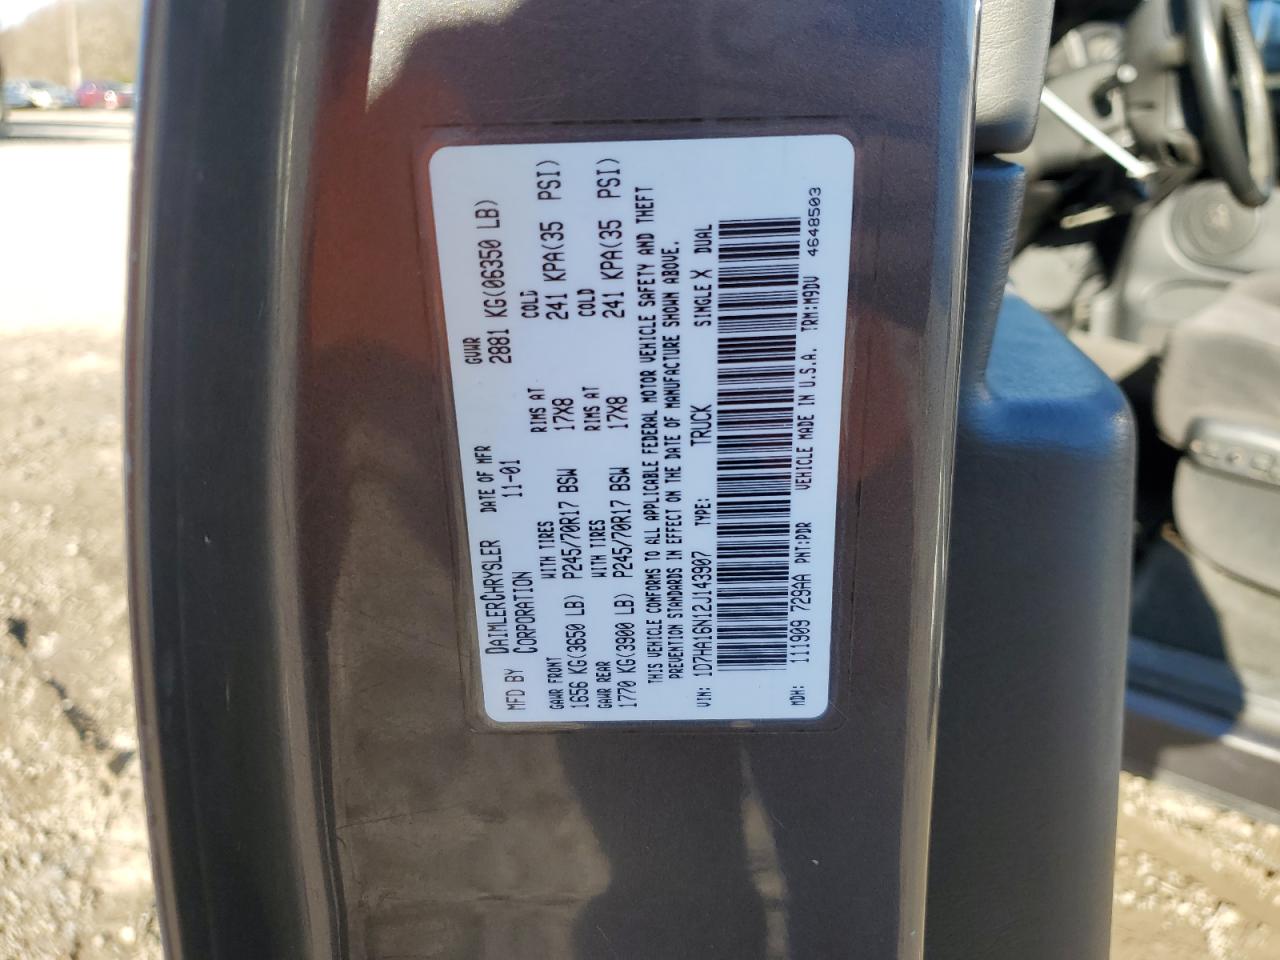 MFD BY DAIMLERCHRYSLER CORPORATION DATE OF MFR 11-01 GVWR 2881 KG(06350 LB)
GAWR FRONT WITH TIRES RIMS AT COLD
1656 KG(3650 LB) P245/70R17 BSW 17X8 241 KPA(35 PSI)
GAWR REAR WITH TIRES RIMS AT COLD
1770 KG(3900 LB) P245/70R17 BSW 17X8 241 KPA(35 PSI)
THIS VEHICLE CONFORMS TO ALL APPLICABLE FEDERAL MOTOR VEHICLE SAFETY AND THEFT
PREVENTION STANDARDS IN EFFECT ON THE DATE OF MANUFACTURE SHOWN ABOVE.
VIN: 1D7HA16N12J143907 TYPE: TRUCK SINGLE X DUAL
MDH: 111909 729AA PNT:PDR VEHICLE MADE IN U.S.A. TRM:M9DV 4648503